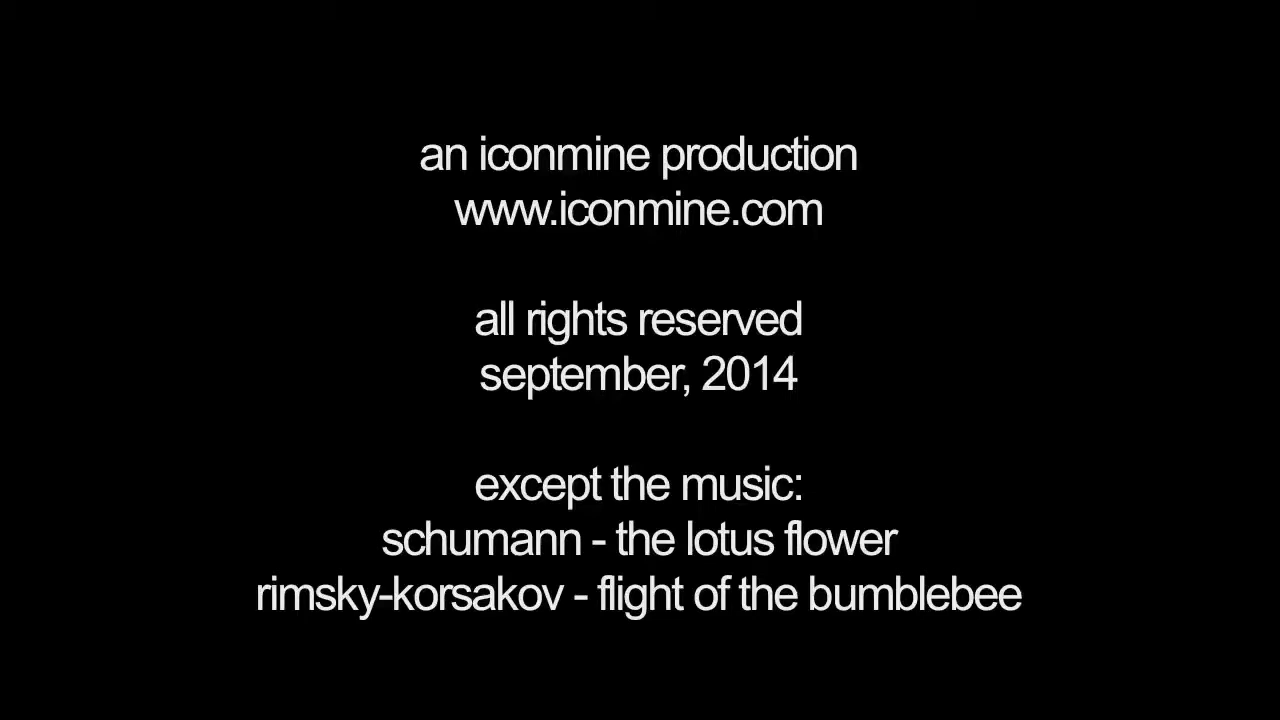 an iconmine production
www.iconmine.com
all rights reserved
september, 2014
except the music:
schumann - the lotus flower
rimsky-korsakov - flight of the bumblebee